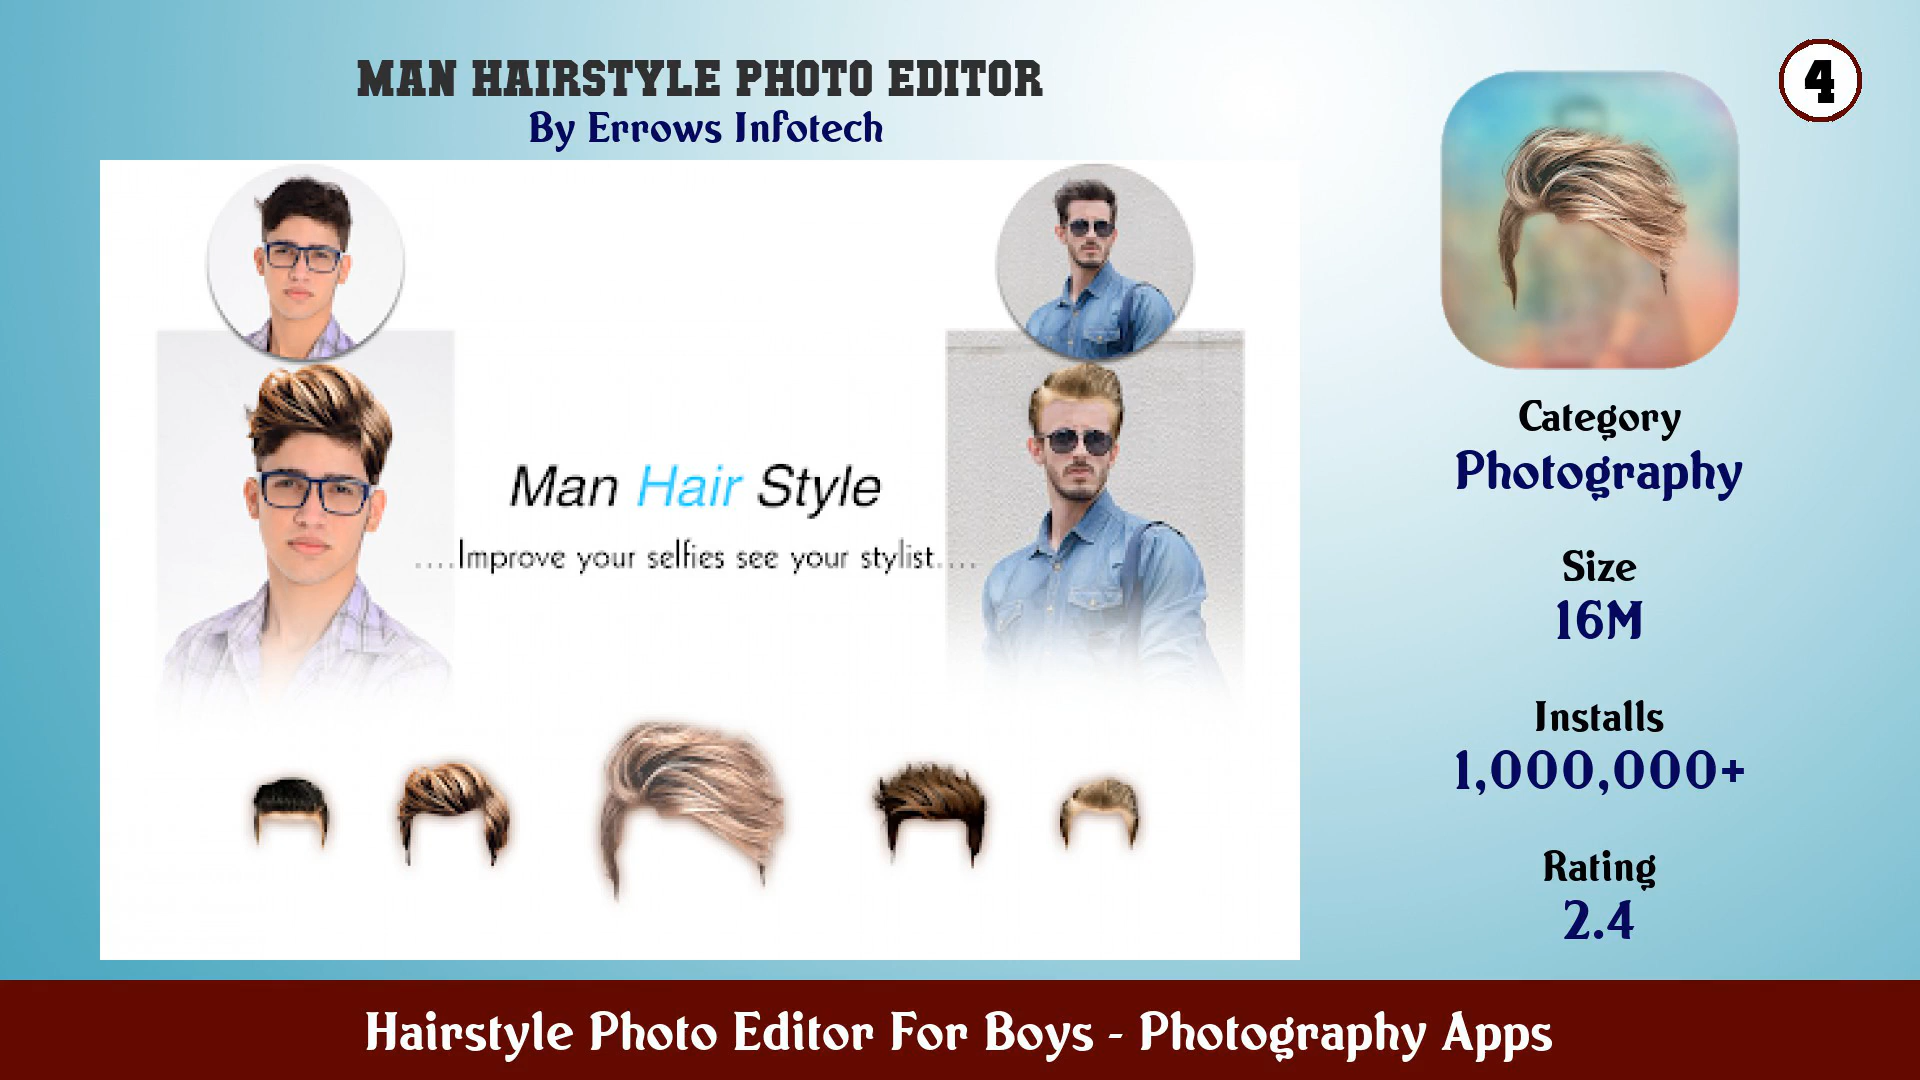 MAN HAIRSTYLE PHOTO EDITOR
By Errows Infotech
4
Man Hair Style
....Improve your selfies see your stylist....
Category
Photography
Size
16M
Installs
1,000,000+
Rating
2.4
Hairstyle Photo Editor For Boys - Photography Apps